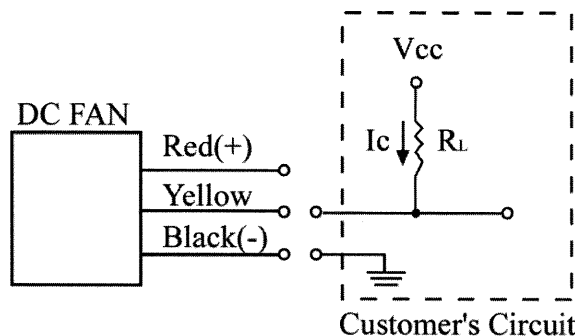 Vcc
DC FAN
Red(+)
Ic
RL
Yellow
Black(-)
Customer's Circuit